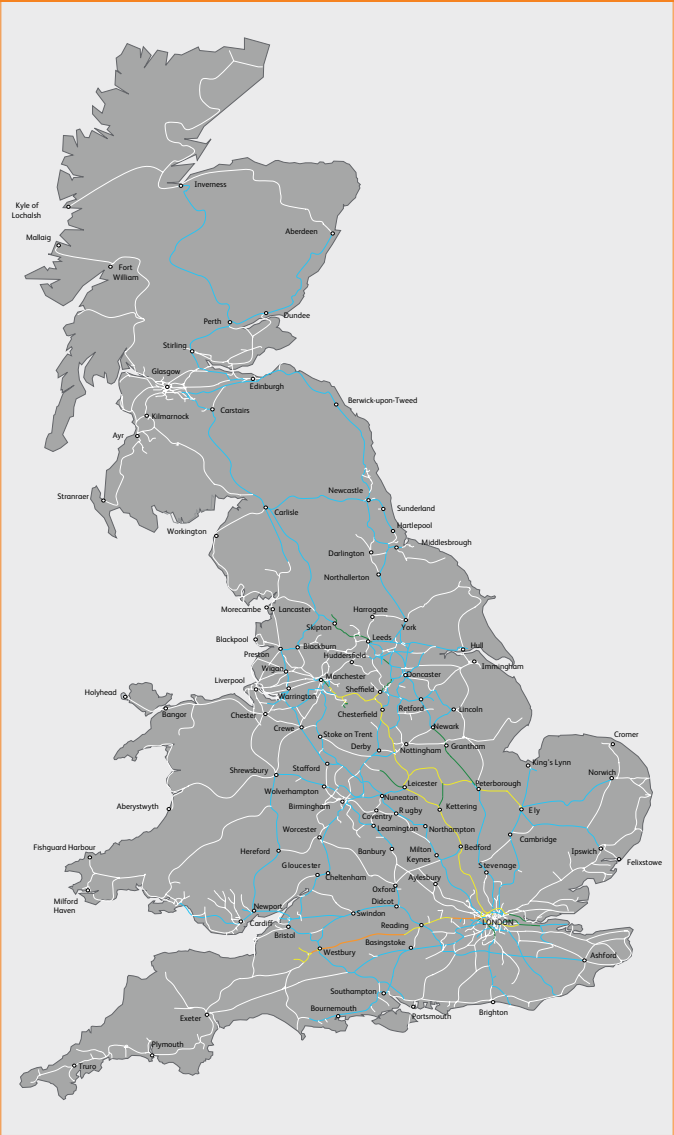 Inverness
Kyle of
Lochalsh
Aberdeen
Mallaig
Fort
William
Dundee
Perth
Stirling
Glasgow
Edinburgh
Berwick-upon-Tweed
Carstairs
Kilmarnock
Ayr
Newcastle
Stranraer
Sunderland
Carlisle
Hartlepool
Workington
Middlesbrough
Darlington
Northallerton
Morecambe
Lancaster
Harrogate
Skipton
York
Blackpool
Leeds
Blackburn
Hull
Preston
Huddersfield
Immingham
Wigan
Manchester
Doncaster
Liverpool
Sheffield
Holyhead
Warrington
Retford
Lincoln
Bangor
Chester
Chesterfield
Crewe
Newark
Stoke on Trent
Cromer
Derby
Nottingham
Grantham
King's Lynn
Shrewsbury
Stafford
Norwich
Leicester
Peterborough
Wolverhampton
Nuneaton
Birmingham
Rugby
Kettering
Ely
Aberystwyth
Coventry
Leamington
Northampton
Worcester
Cambridge
Fishguard Harbour
Hereford
Banbury
Milton
Keynes
Bedford
Ipswich
Felixstowe
Gloucester
Stevenage
Cheltenham
Aylesbury
Oxford
Milford
Haven
Didcot
Newport
Swindon
Cardiff
LONDON
Reading
Bristol
Basingstoke
Westbury
Ashford
Southampton
Bournemouth
Portsmouth
Brighton
Exeter
Plymouth
Truro